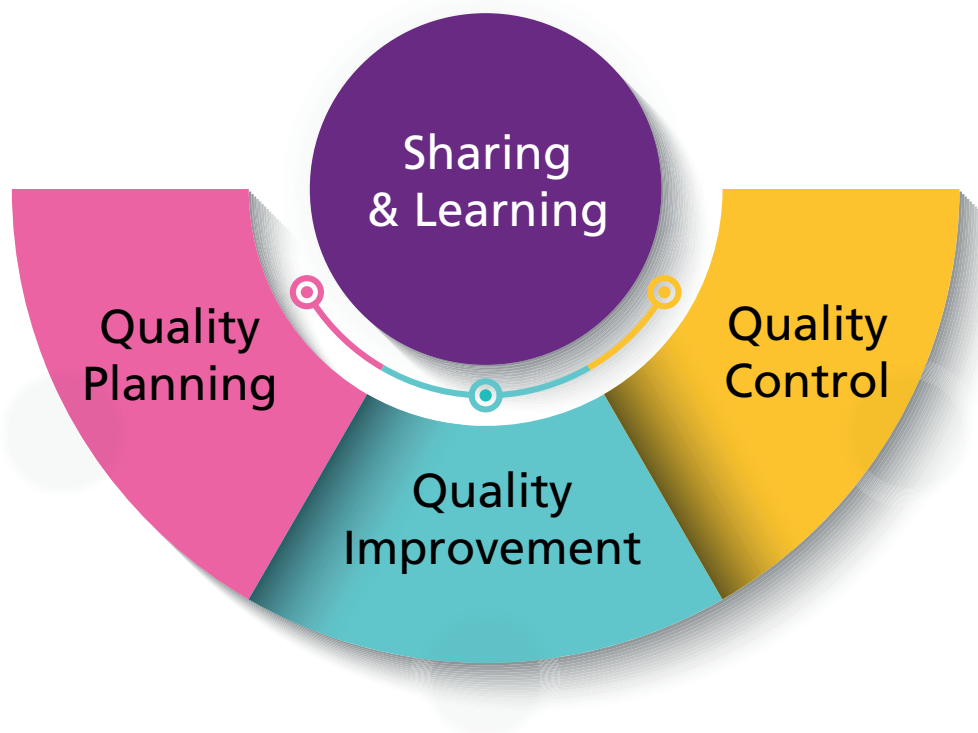 Sharing
& Learning
Quality
Planning
Quality
Improvement
Quality
Control